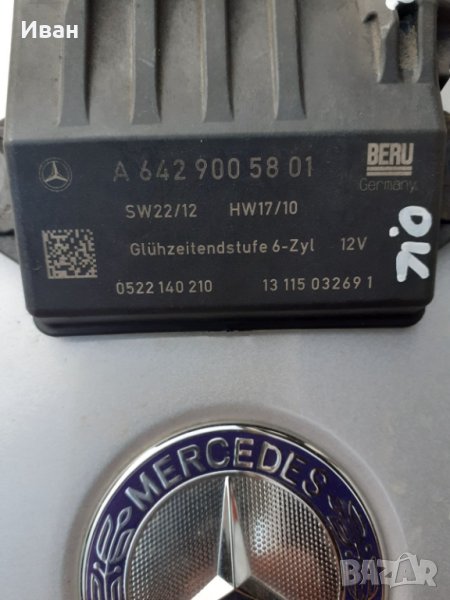 Иван
A 642 900 58 01
BERU
Germany
SW22/12 HW17/10
Glühzeitendstufe 6-Zyl 12V
0522 140 210 13 115 03269 1
MERCEDES
BAZAR